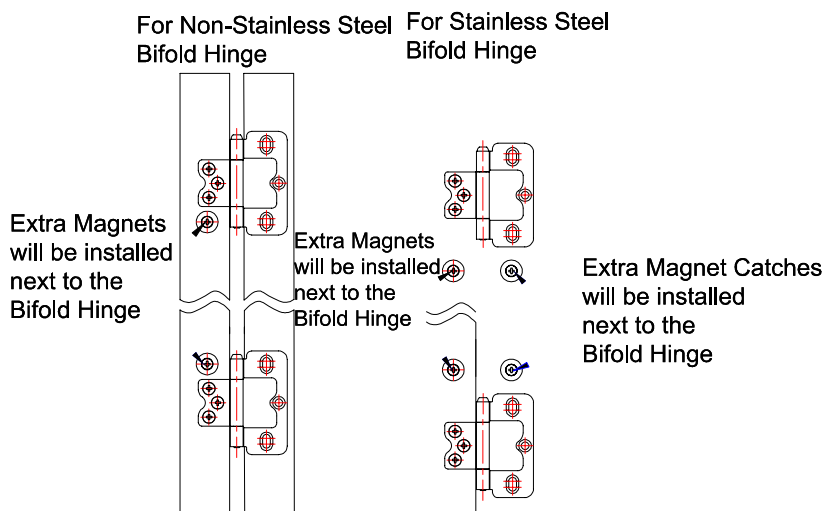 For Non-Stainless Steel
Bifold Hinge
For Stainless Steel
Bifold Hinge
Extra Magnets
will be installed
next to the
Bifold Hinge
Extra Magnets
will be installed
next to the
Bifold Hinge
Extra Magnet Catches
will be installed
next to the
Bifold Hinge